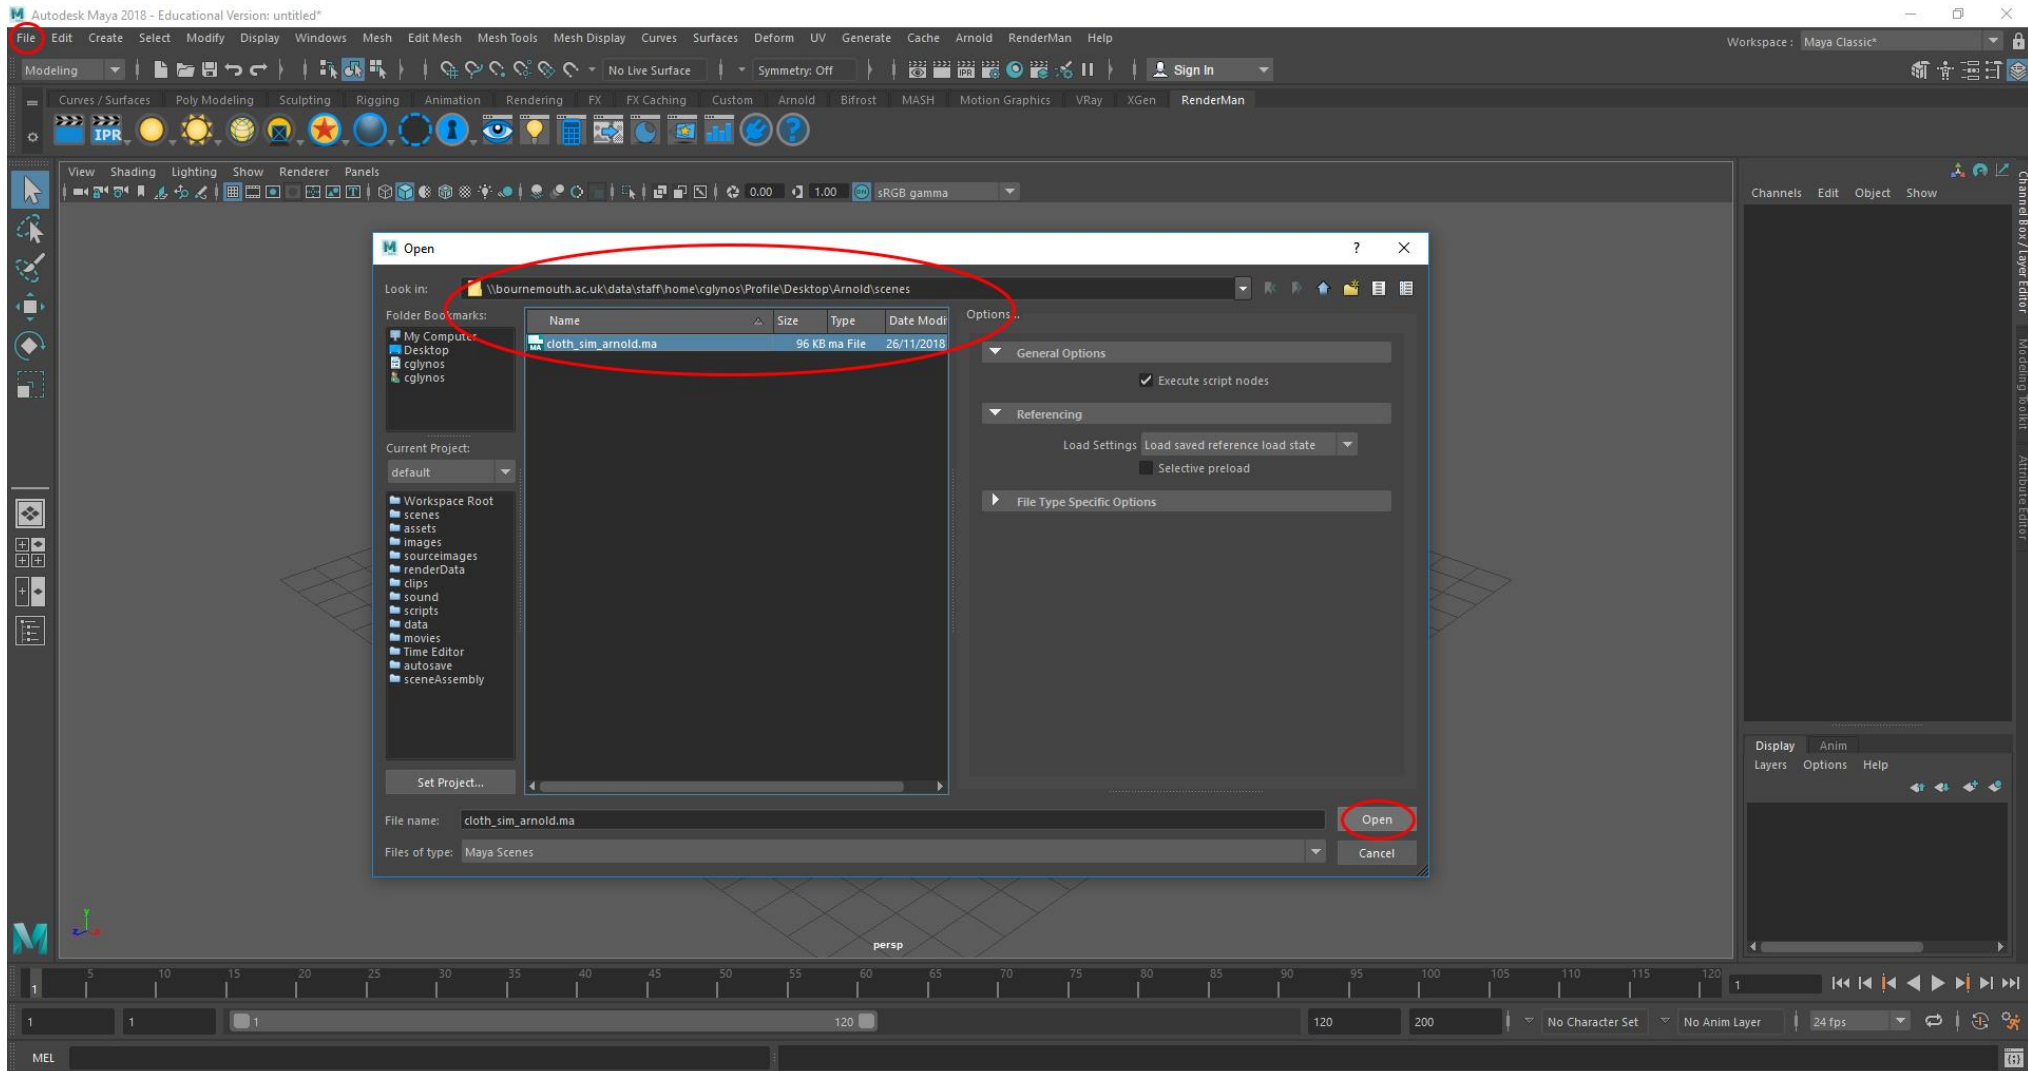 Autodesk Maya 2018 - Educational Version: untitled*
File Edit Create Select Modify Display Windows Mesh Edit Mesh Mesh Tools Mesh Display Curves Surfaces Deform UV Generate Cache Arnold RenderMan Help
Workspace: Maya Classic*
Modeling No Live Surface Symmetry: Off IPR Sign In
Curves / Surfaces Poly Modeling Sculpting Rigging Animation Rendering FX FX Caching Custom Arnold Bifrost MASH Motion Graphics VRay XGen RenderMan
IPR
View Shading Lighting Show Renderer Panels
0.00 1.00 sRGB gamma
Channels Edit Object Show
Channel Box / Layer Editor
Modeling Toolkit
Attribute Editor
Open ?
Look in: \\bournemouth.ac.uk\data\staff\home\cglynos\Profile\Desktop\Arnold\scenes
Folder Bookmarks:
My Computer
Desktop
cglynos
cglynos
Name Size Type Date Modif
cloth_sim_arnold.ma 96 KB ma File 26/11/2018
Options...
General Options
Execute script nodes
Referencing
Load Settings Load saved reference load state
Selective preload
File Type Specific Options
Current Project:
default
Workspace Root
scenes
assets
images
sourceimages
renderData
clips
sound
scripts
data
movies
Time Editor
autosave
sceneAssembly
Set Project...
File name: cloth_sim_arnold.ma Open
Files of type: Maya Scenes Cancel
Display Anim
Layers Options Help
y
z x
persp
5 10 15 20 25 30 35 40 45 50 55 60 65 70 75 80 85 90 95 100 105 110 115 120
1 1
1 1 1 120 120 200 No Character Set No Anim Layer 24 fps
MEL